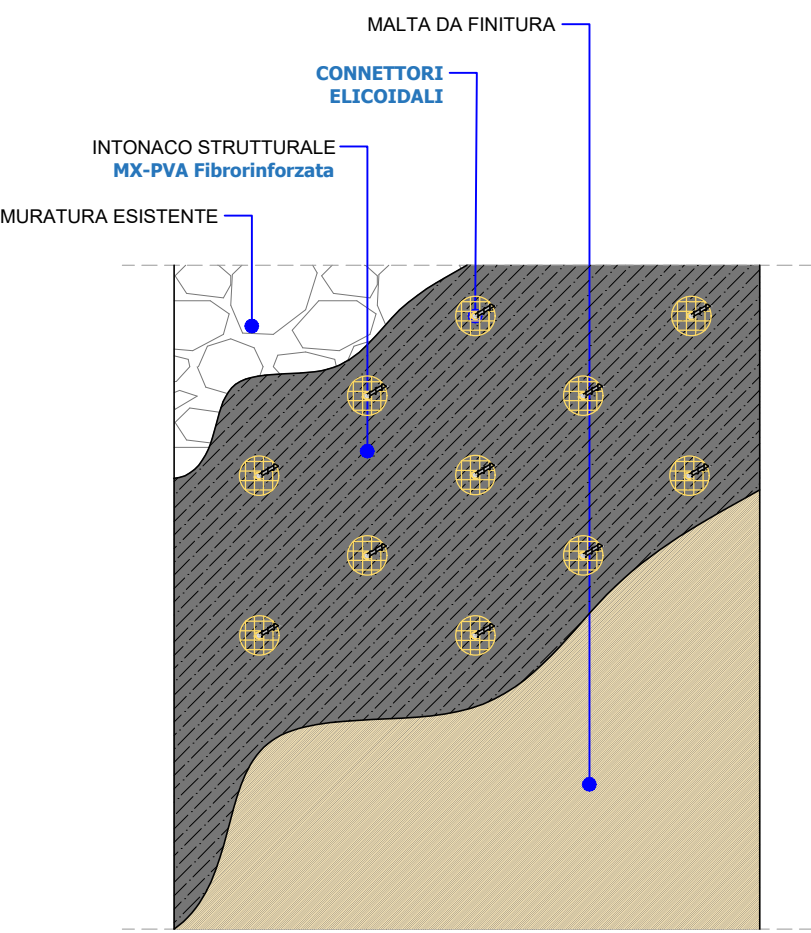 MALTA DA FINITURA
CONNETTORI
ELICOIDALI
INTONACO STRUTTURALE
MX-PVA Fibrorinforzata
MURATURA ESISTENTE